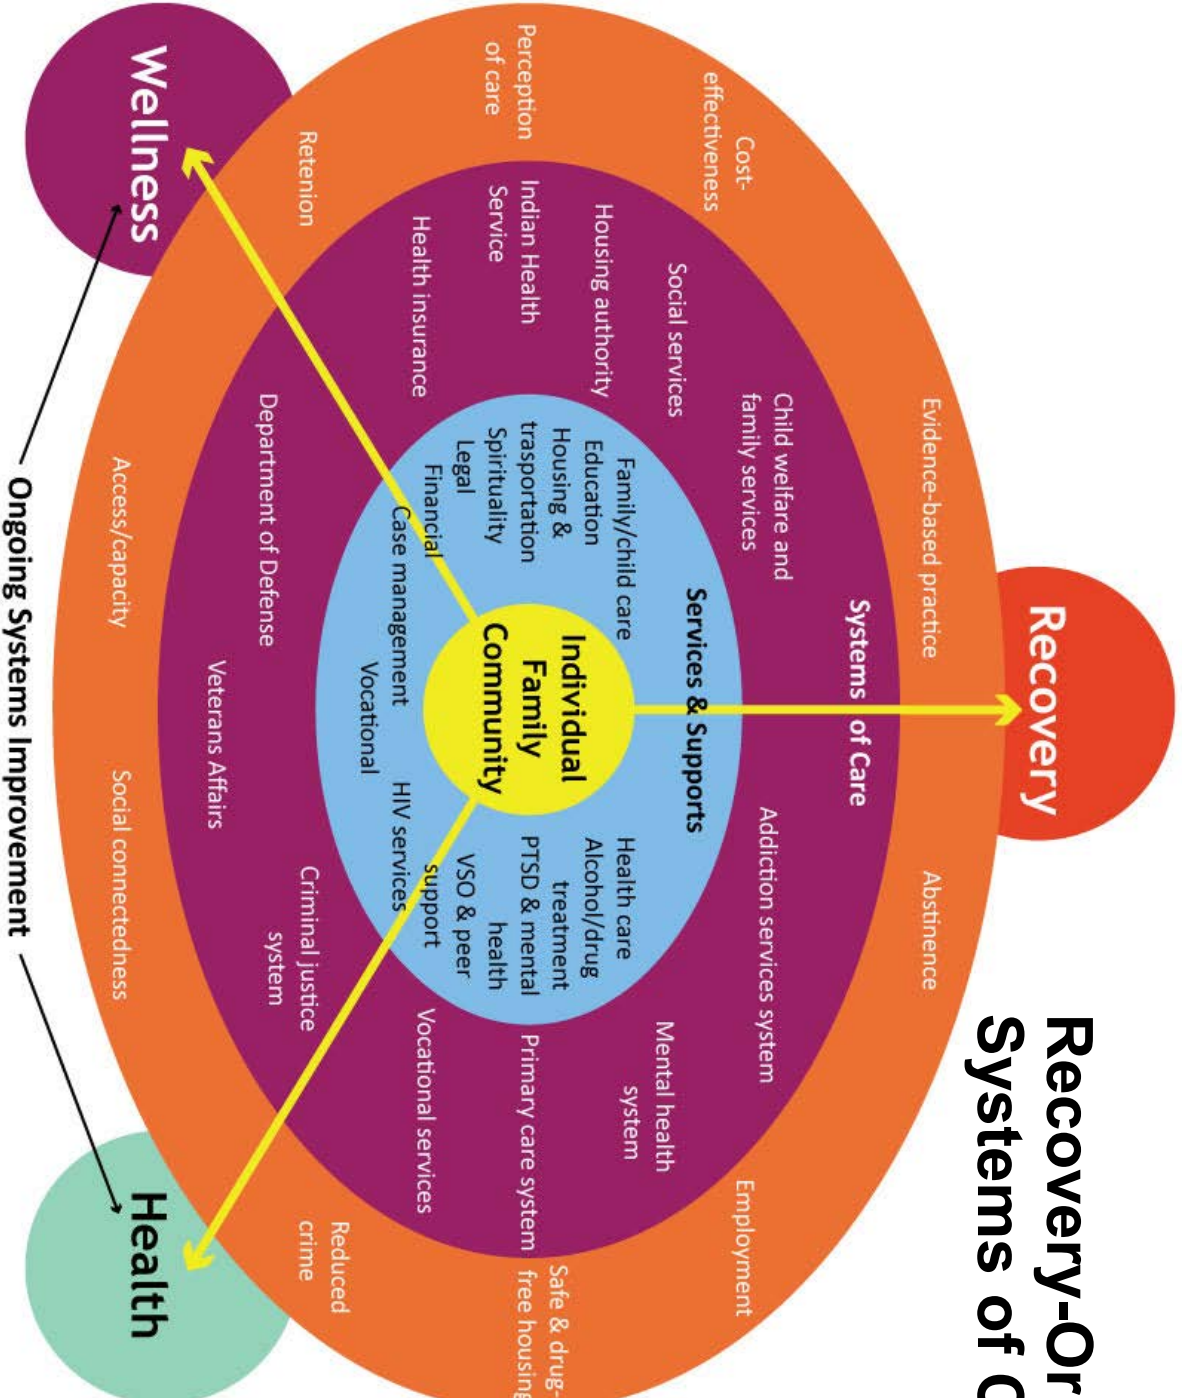 Recovery-Or
Systems of C
Recovery
Evidence-based practice
Abstinence
Cost-
effectiveness
Employment
Perception
of care
Safe & drug-
free housing
Retenion
Reduced
crime
Access/capacity
Social connectedness
Systems of Care
Child welfare and
family services
Addiction services system
Social services
Mental health
system
Housing authority
Indian Health
Service
Primary care system
Health insurance
Vocational services
Department of Defense
Criminal justice
system
Veterans Affairs
Services & Supports
Family/child care
Education
Housing &
trasportation
Spirituality
Legal
Financial
Case management
Vocational
Health care
Alcohol/drug
treatment
PTSD & mental
health
VSO & peer
support
HIV services
Individual
Family
Community
Wellness
Health
Ongoing Systems Improvement